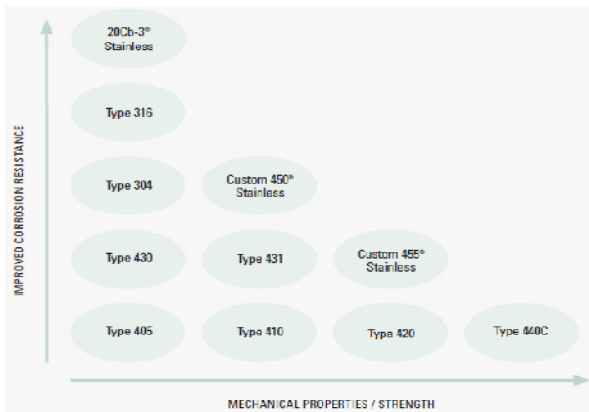 20Cb-3®
Stainless
Type 316
Type 304
Custom 450®
Stainless
Type 430
Type 431
Custom 455®
Stainless
Type 405
Type 410
Type 420
Type 440C
IMPROVED CORROSION RESISTANCE
MECHANICAL PROPERTIES / STRENGTH